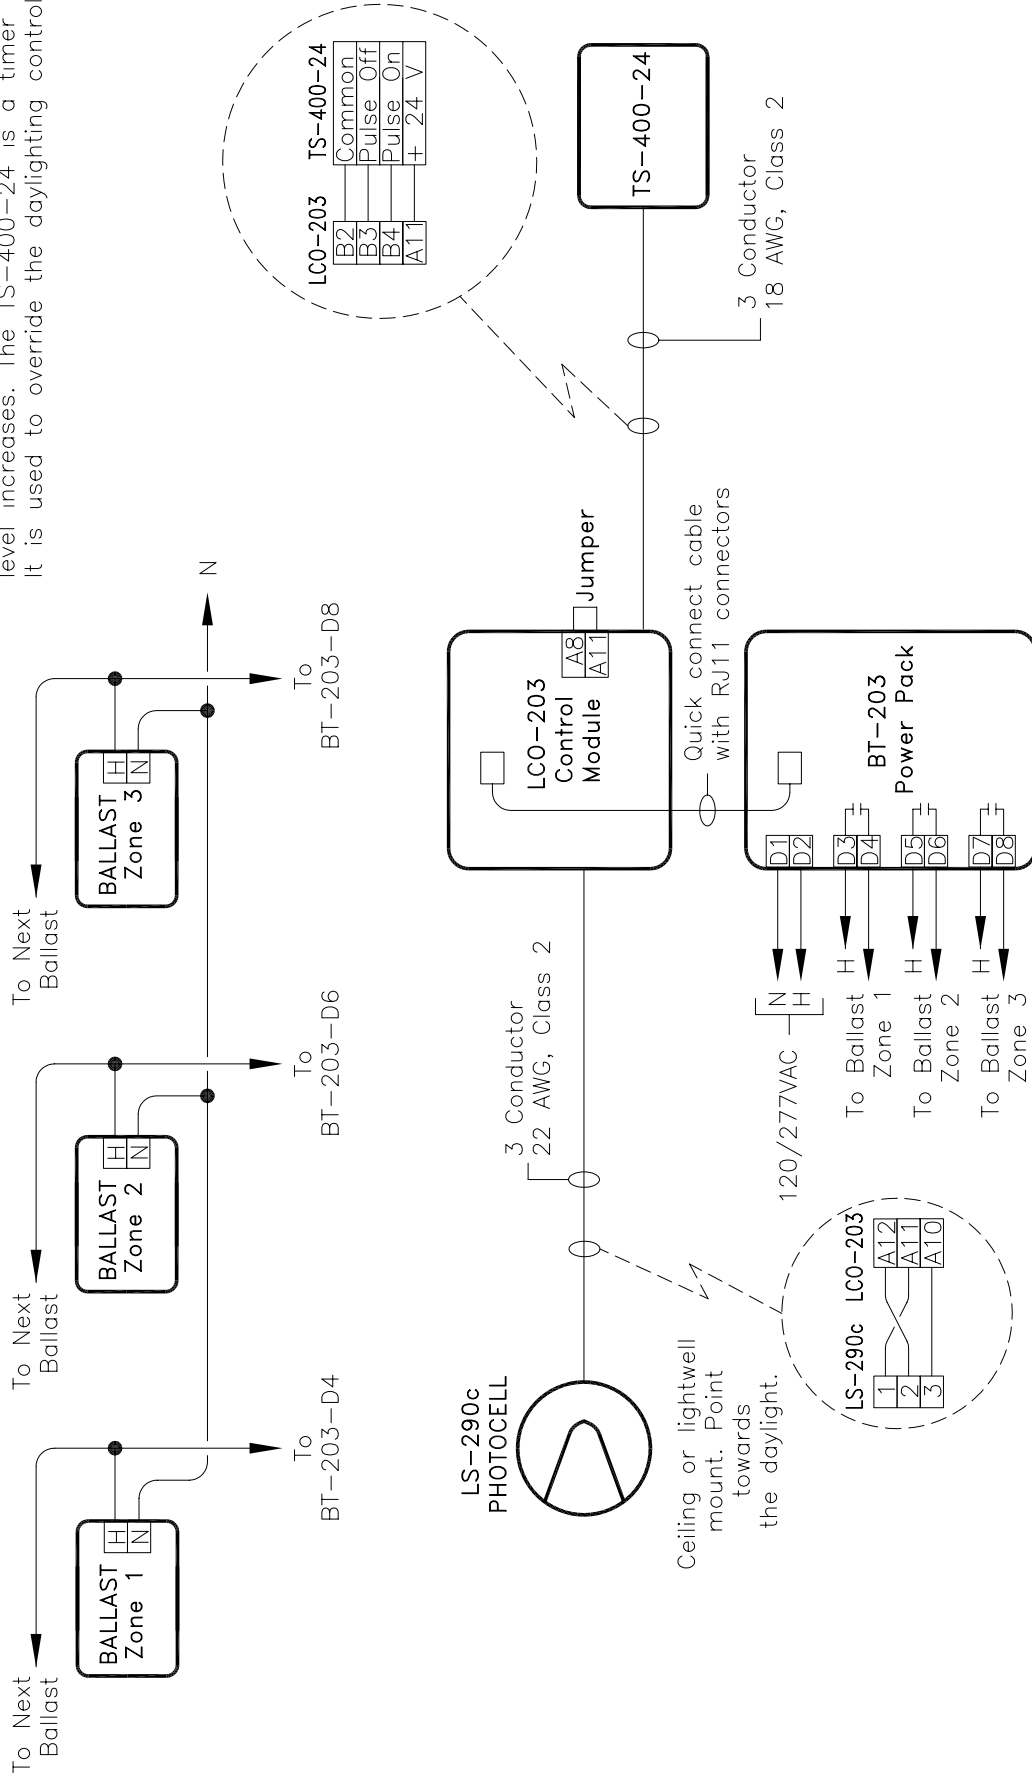 level increases. The TS-400-24 is a timer
It is used to override the daylighting control
To Next
Ballast
BALLAST
Zone 1
H
N
To
BT-203-D4
To Next
Ballast
BALLAST
Zone 2
H
N
To
BT-203-D6
To Next
Ballast
BALLAST
Zone 3
H
N
To
BT-203-D8
N
LCO-203 TS-400-24
B2 Common
B3 Pulse Off
B4 Pulse On
A11 + 24 V
LS-290c
PHOTOCELL
Ceiling or lightwell
mount. Point
towards
the daylight.
3 Conductor
22 AWG, Class 2
LCO-203
Control
Module
A8
A11
Jumper
3 Conductor
18 AWG, Class 2
TS-400-24
Quick connect cable
with RJ11 connectors
LS-290c LCO-203
1 A12
2 A11
3 A10
120/277VAC
N D1
H D2
To Ballast H D3
Zone 1 D4
To Ballast H D5
Zone 2 D6
To Ballast H D7
Zone 3 D8
BT-203
Power Pack